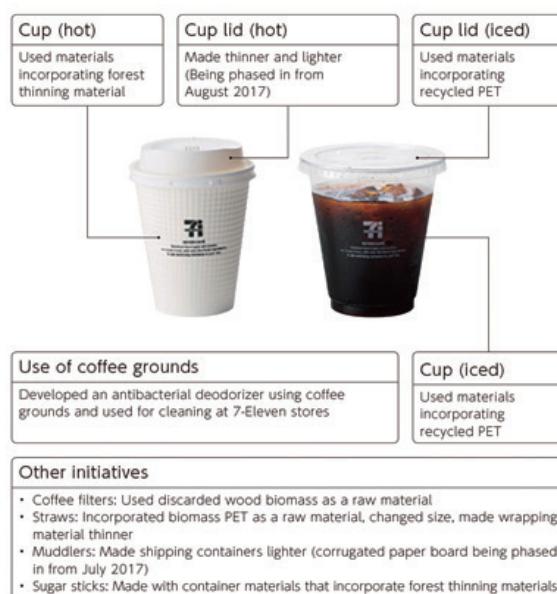 Cup (hot)
Used materials
incorporating forest
thinning material
Cup lid (hot)
Made thinner and lighter
(Being phased in from
August 2017)
Cup lid (iced)
Used materials
incorporating
recycled PET
Use of coffee grounds
Developed an antibacterial deodorizer using coffee
grounds and used for cleaning at 7-Eleven stores
Cup (iced)
Used materials
incorporating
recycled PET
Other initiatives
• Coffee filters: Used discarded wood biomass as a raw material
• Straws: Incorporated biomass PET as a raw material, changed size, made wrapping
material thinner
• Muddlers: Made shipping containers lighter (corrugated paper board being phased
in from July 2017)
• Sugar sticks: Made with container materials that incorporate forest thinning materials